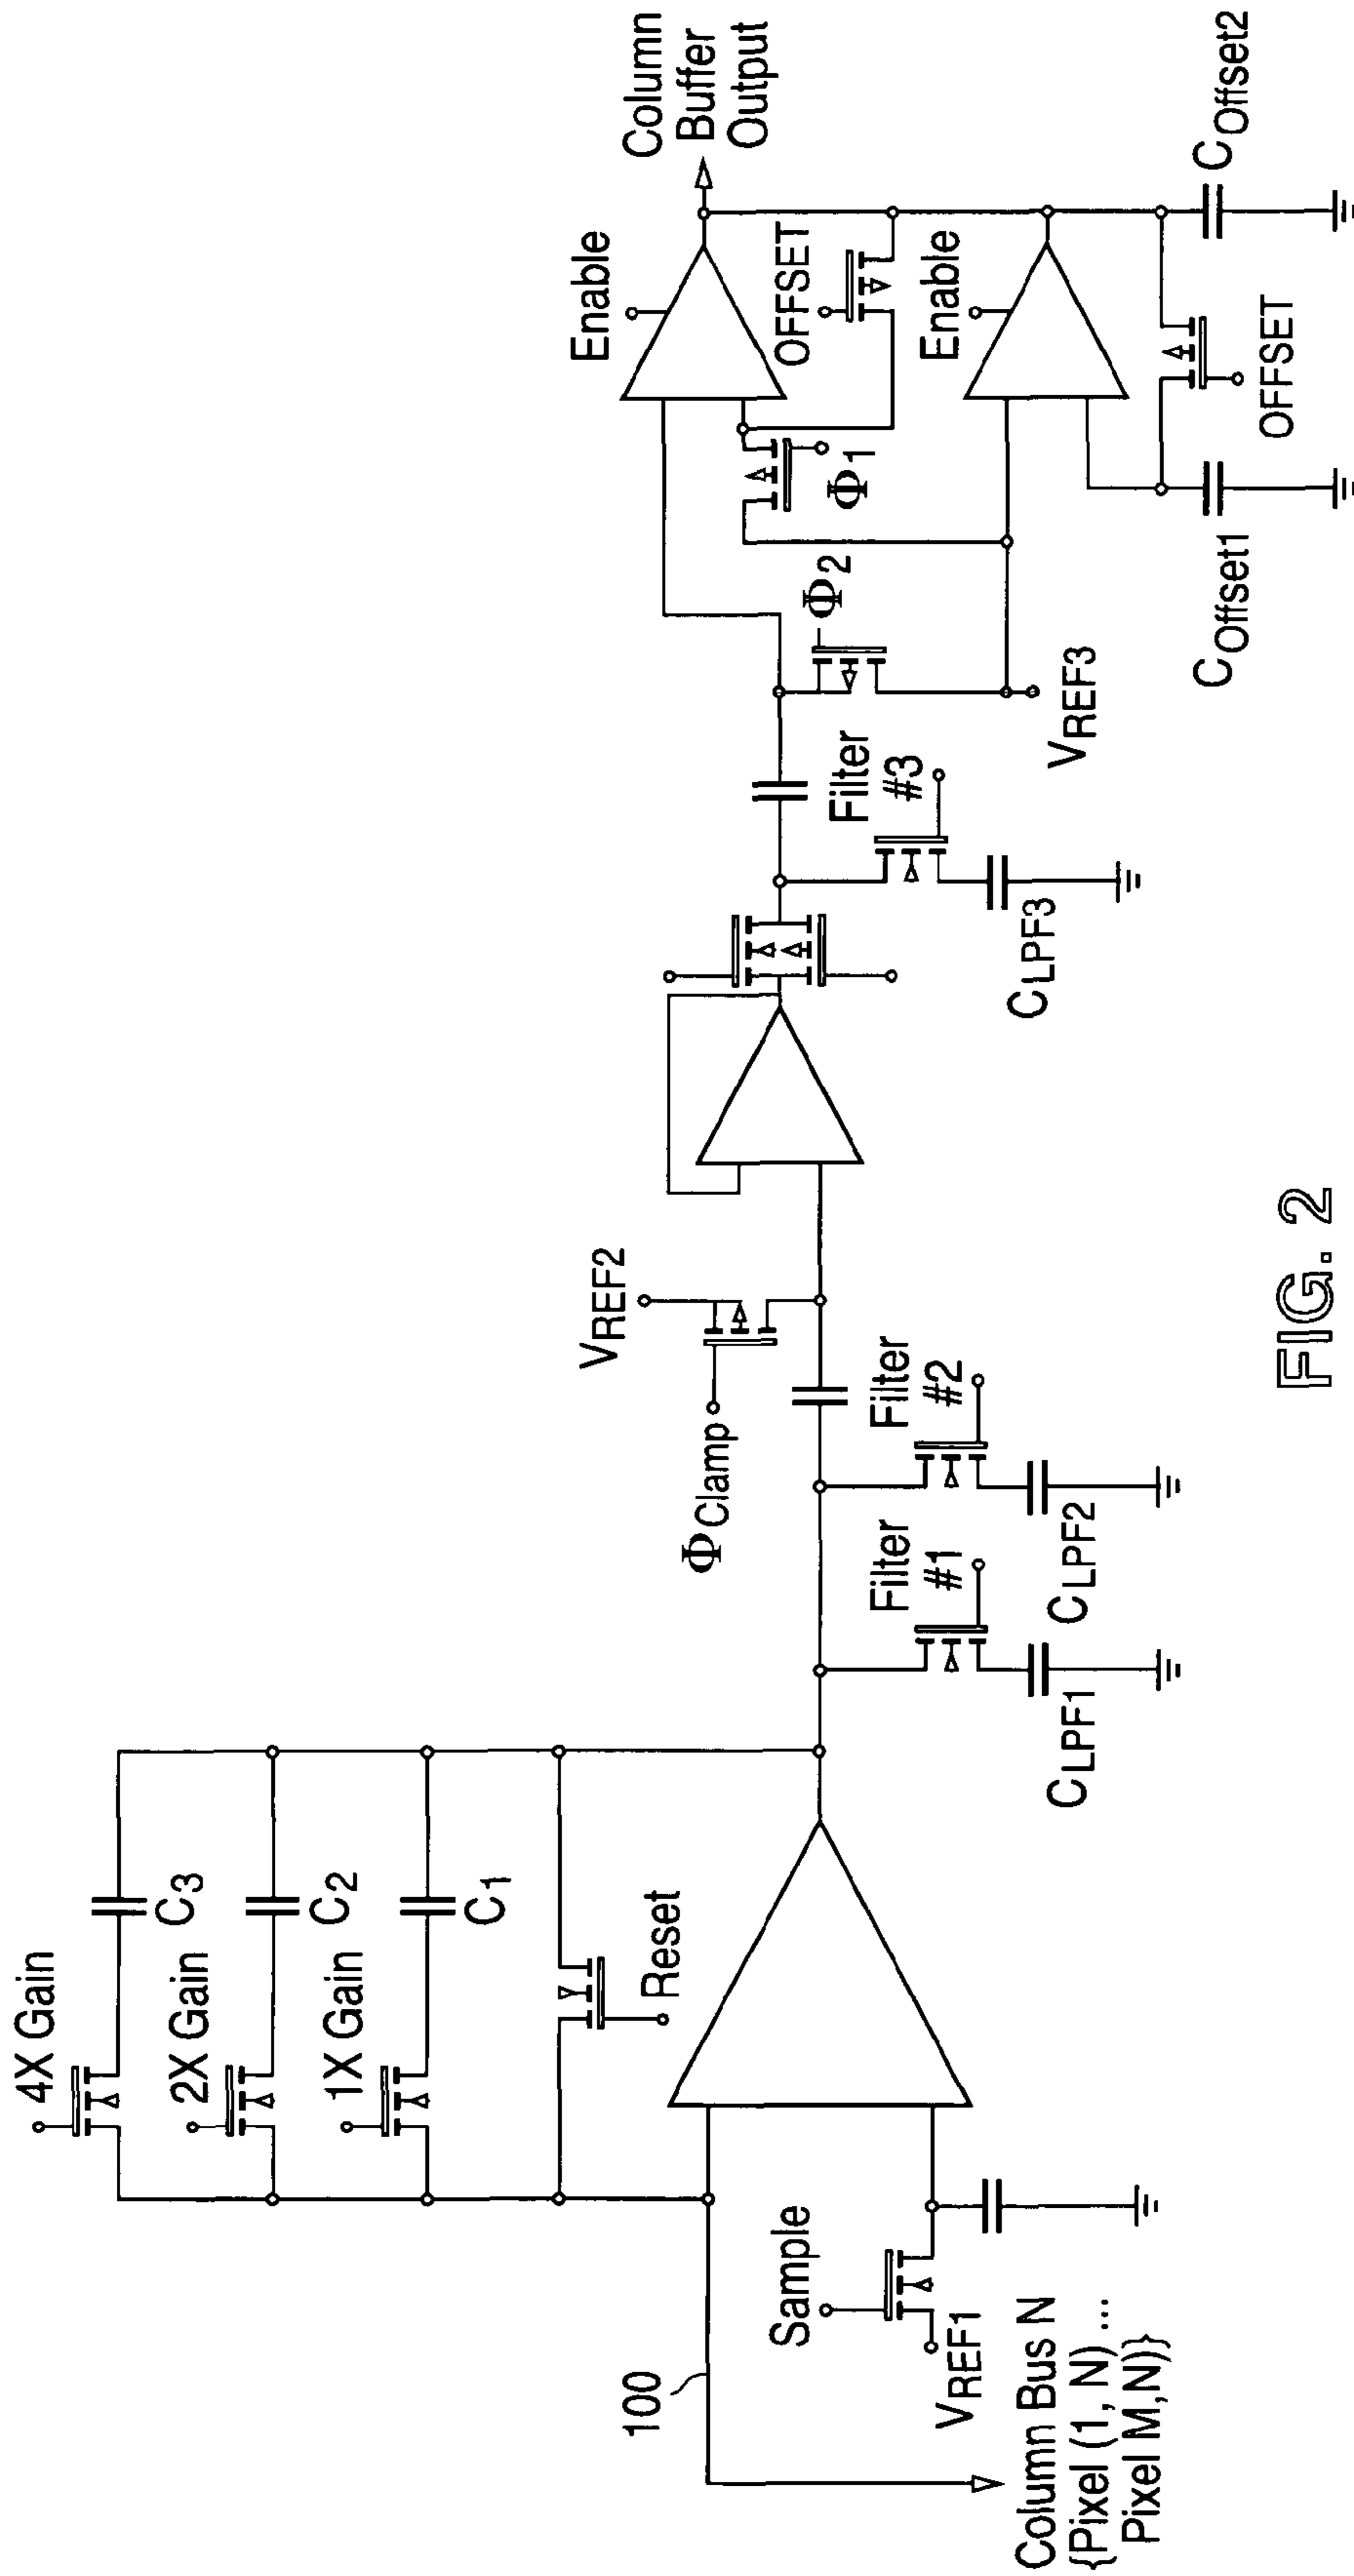 4X Gain
C3
2X Gain
C2
1X Gain
C1
Reset
Sample
100
VREF1
Column Bus N
{Pixel (1, N) ...
Pixel M,N)}
Filter
#1
CLPF1
Filter
#2
CLPF2
ΦClamp
VREF2
Filter
#3
CLPF3
Φ2
VREF3
Φ1
Enable
OFFSET
Enable
OFFSET
COffset1
COffset2
Column
Buffer
Output
FIG. 2